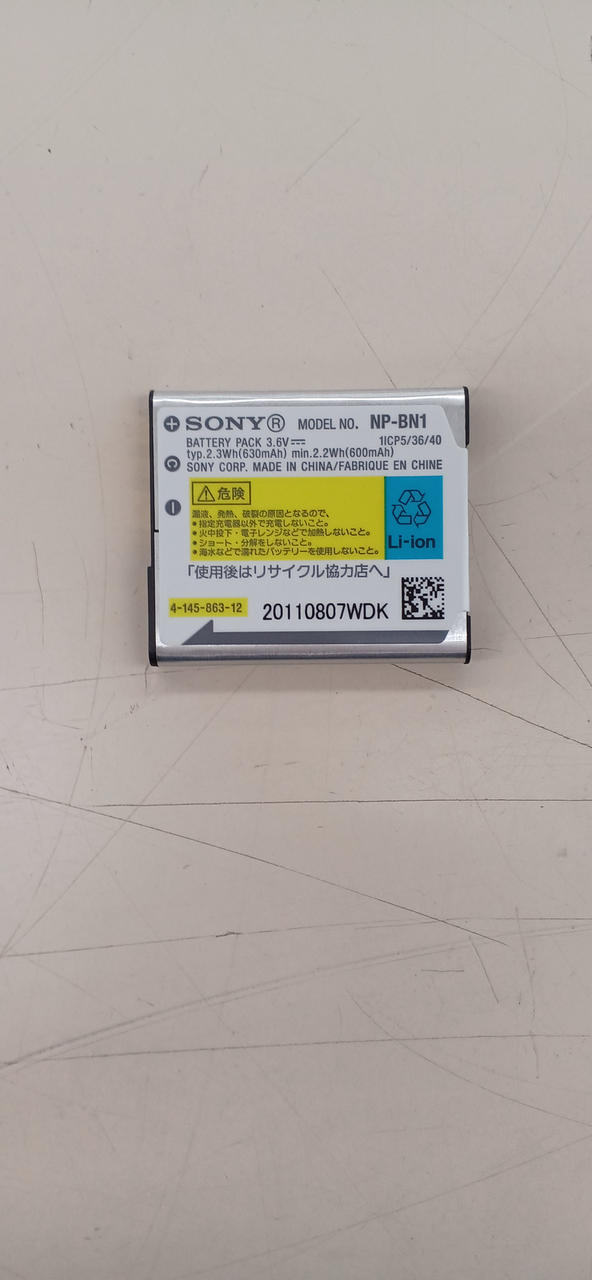 SONY® MODEL NO. NP-BN1
BATTERY PACK 3.6V⎓ 1ICP5/36/40
typ.2.3Wh(630mAh) min.2.2Wh(600mAh)
SONY CORP. MADE IN CHINA/FABRIQUE EN CHINE
⚠危険
漏液、発熱、破裂の原因となるので、
•指定充電器以外で充電しないこと。
•火中投下・電子レンジなどで加熱しないこと。
•ショート・分解をしないこと。
•海水などで濡れたバッテリーを使用しないこと。
Li-ion
「使用後はリサイクル協力店へ」
4-145-863-12
20110807WDK